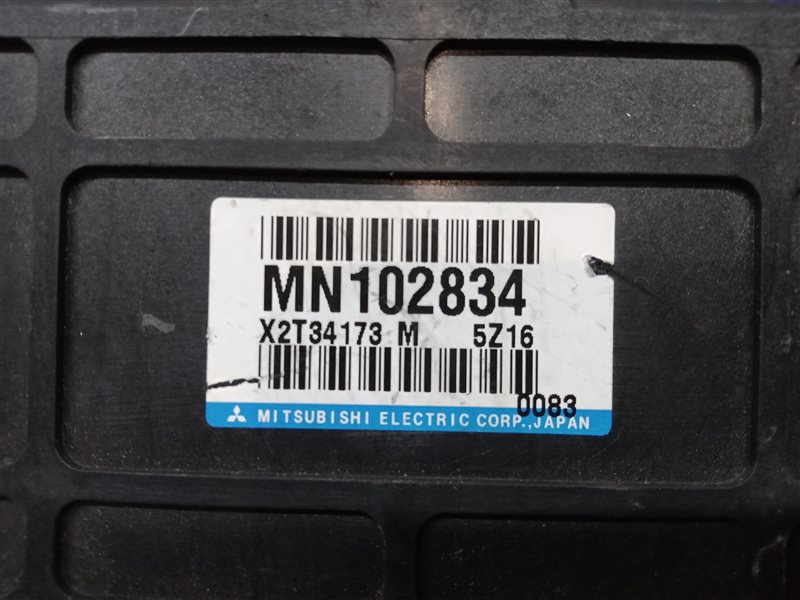 MN102834
X2T34173 M 5Z16
0083
MITSUBISHI ELECTRIC CORP.,JAPAN